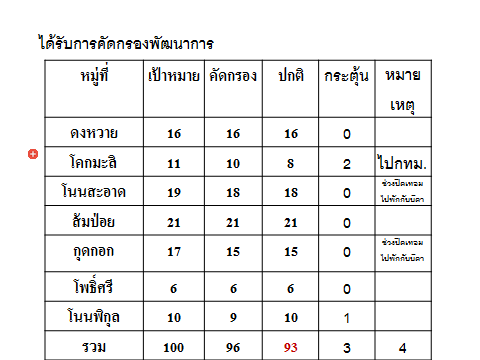 ได้รับการคัดกรองพัฒนาการ
หมู่ที่ เป้าหมาย คัดกรอง ปกติ กระตุ้น หมายเหตุ
ดงหวาย 16 16 16 0
โคกมะสิ 11 10 8 2 ไปกทม.
โนนสะอาด 19 18 18 0 ช่วงปิดเทอม
ไปพักกับบิดา
ส้มป่อย 21 21 21 0
กุดกอก 17 15 15 0 ช่วงปิดเทอม
ไปพักกับบิดา
โพธิ์ศรี 6 6 6 0
โนนพิกุล 10 9 10 1
รวม 100 96 93 3 4